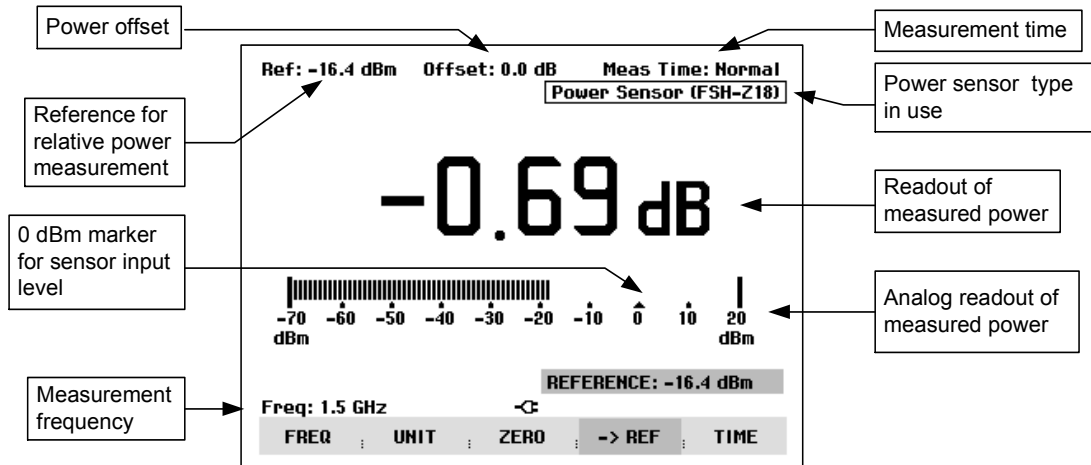 Power offset
Measurement time
Ref: -16.4 dBm Offset: 0.0 dB Meas Time: Normal
Power Sensor (FSH-Z18)
Power sensor type
in use
Reference for
relative power
measurement
-0.69 dB
Readout of
measured power
0 dBm marker
for sensor input
level
-70 -60 -50 -40 -30 -20 -10 0 10 20
dBm dBm
Analog readout of
measured power
REFERENCE: -16.4 dBm
Measurement
frequency
Freq: 1.5 GHz
FREQ UNIT ZERO -> REF TIME